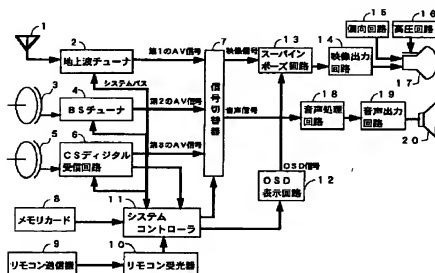 1
2
地上波チューナ
第1のAV信号
システムバス
3
4
BSチューナ
第2のAV信号
5
6
CSディジタル
受信回路
第3のAV信号
7
信号切替器
映像信号
音声信号
13
スーパインポーズ回路
14
映像出力回路
15
偏向回路
16
高圧回路
17
18
音声処理回路
19
音声出力回路
20
OSD信号
OSD
表示回路
12
8
メモリカード
11
システム
コントローラ
9
リモコン送信機
10
リモコン受光器